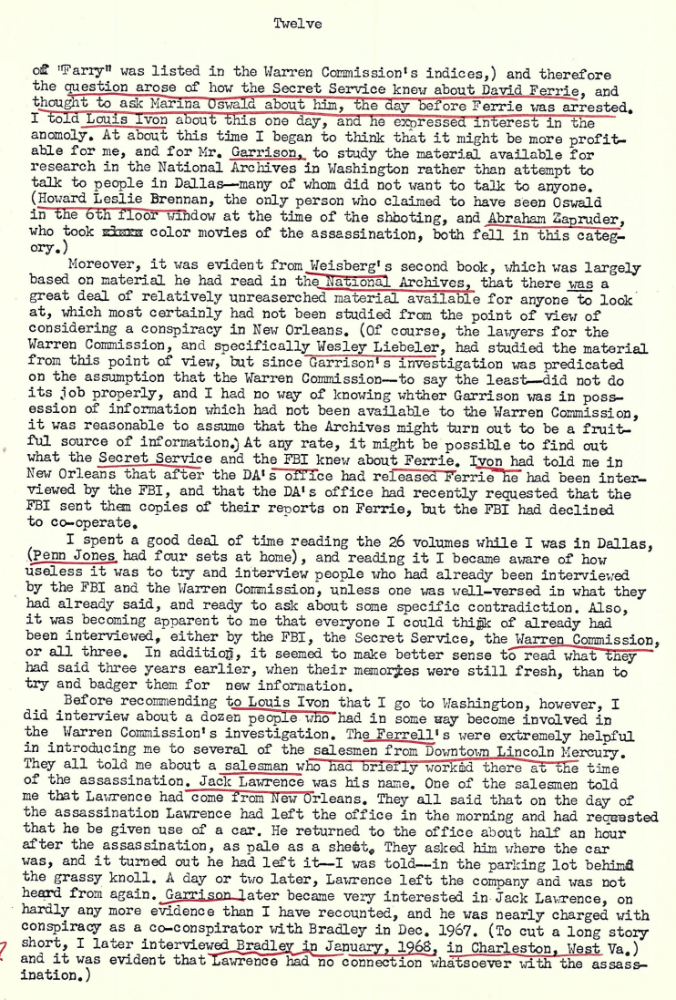 Twelve
of "Farry" was listed in the Warren Commission's indices,) and therefore
the question arose of how the Secret Service knew about David Ferrie, and
thought to ask Marina Oswald about him, the day before Ferrie was arrested.
I told Louis Ivon about this one day, and he expressed interest in the
anomoly. At about this time I began to think that it might be more profit-
able for me, and for Mr. Garrison, to study the material available for
research in the National Archives in Washington rather than attempt to
talk to people in Dallas—many of whom did not want to talk to anyone.
(Howard Leslie Brennan, the only person who claimed to have seen Oswald
in the 6th floor window at the time of the shboting, and Abraham Zapruder,
who took color movies of the assassination, both fell in this categ-
ory.)
Moreover, it was evident from Weisberg's second book, which was largely
based on material he had read in the National Archives, that there was a
great deal of relatively unreaserched material available for anyone to look
at, which most certainly had not been studied from the point of view of
considering a conspiracy in New Orleans. (Of course, the lawyers for the
Warren Commission, and specifically Wesley Liebeler, had studied the material
from this point of view, but since Garrison's investigation was predicated
on the assumption that the Warren Commission—to say the least—did not do
its job properly, and I had no way of knowing whther Garrison was in poss-
ession of information which had not been available to the Warren Commission,
it was reasonable to assume that the Archives might turn out to be a fruit-
ful source of information.) At any rate, it might be possible to find out
what the Secret Service and the FBI knew about Ferrie. Ivon had told me in
New Orleans that after the DA's office had released Ferrie he had been inter-
viewed by the FBI, and that the DA's office had recently requested that the
FBI sent them copies of their reports on Ferrie, but the FBI had declined
to co-operate.
I spent a good deal of time reading the 26 volumes while I was in Dallas,
(Penn Jones had four sets at home), and reading it I became aware of how
useless it was to try and interview people who had already been interviewed
by the FBI and the Warren Commission, unless one was well-versed in what they
had already said, and ready to ask about some specific contradiction. Also,
it was becoming apparent to me that everyone I could think of already had
been interviewed, either by the FBI, the Secret Service, the Warren Commission,
or all three. In addition, it seemed to make better sense to read what they
had said three years earlier, when their memories were still fresh, than to
try and badger them for new information.
Before recommending to Louis Ivon that I go to Washington, however, I
did interview about a dozen people who had in some way become involved in
the Warren Commission's investigation. The Ferrell's were extremely helpful
in introducing me to several of the salesmen from Downtown Lincoln Mercury.
They all told me about a salesman who had briefly worked there at the time
of the assassination. Jack Lawrence was his name. One of the salesmen told
me that Lawrence had come from New Orleans. They all said that on the day of
the assassination Lawrence had left the office in the morning and had requested
that he be given use of a car. He returned to the office about half an hour
after the assassination, as pale as a sheet. They asked him where the car
was, and it turned out he had left it—I was told—in the parking lot behind
the grassy knoll. A day or two later, Lawrence left the company and was not
heard from again. Garrison later became very interested in Jack Lawrence, on
hardly any more evidence than I have recounted, and he was nearly charged with
conspiracy as a co-conspirator with Bradley in Dec. 1967. (To cut a long story
short, I later interviewed Bradley in January, 1968, in Charleston, West Va.)
and it was evident that Lawrence had no connection whatsoever with the assass-
ination.)